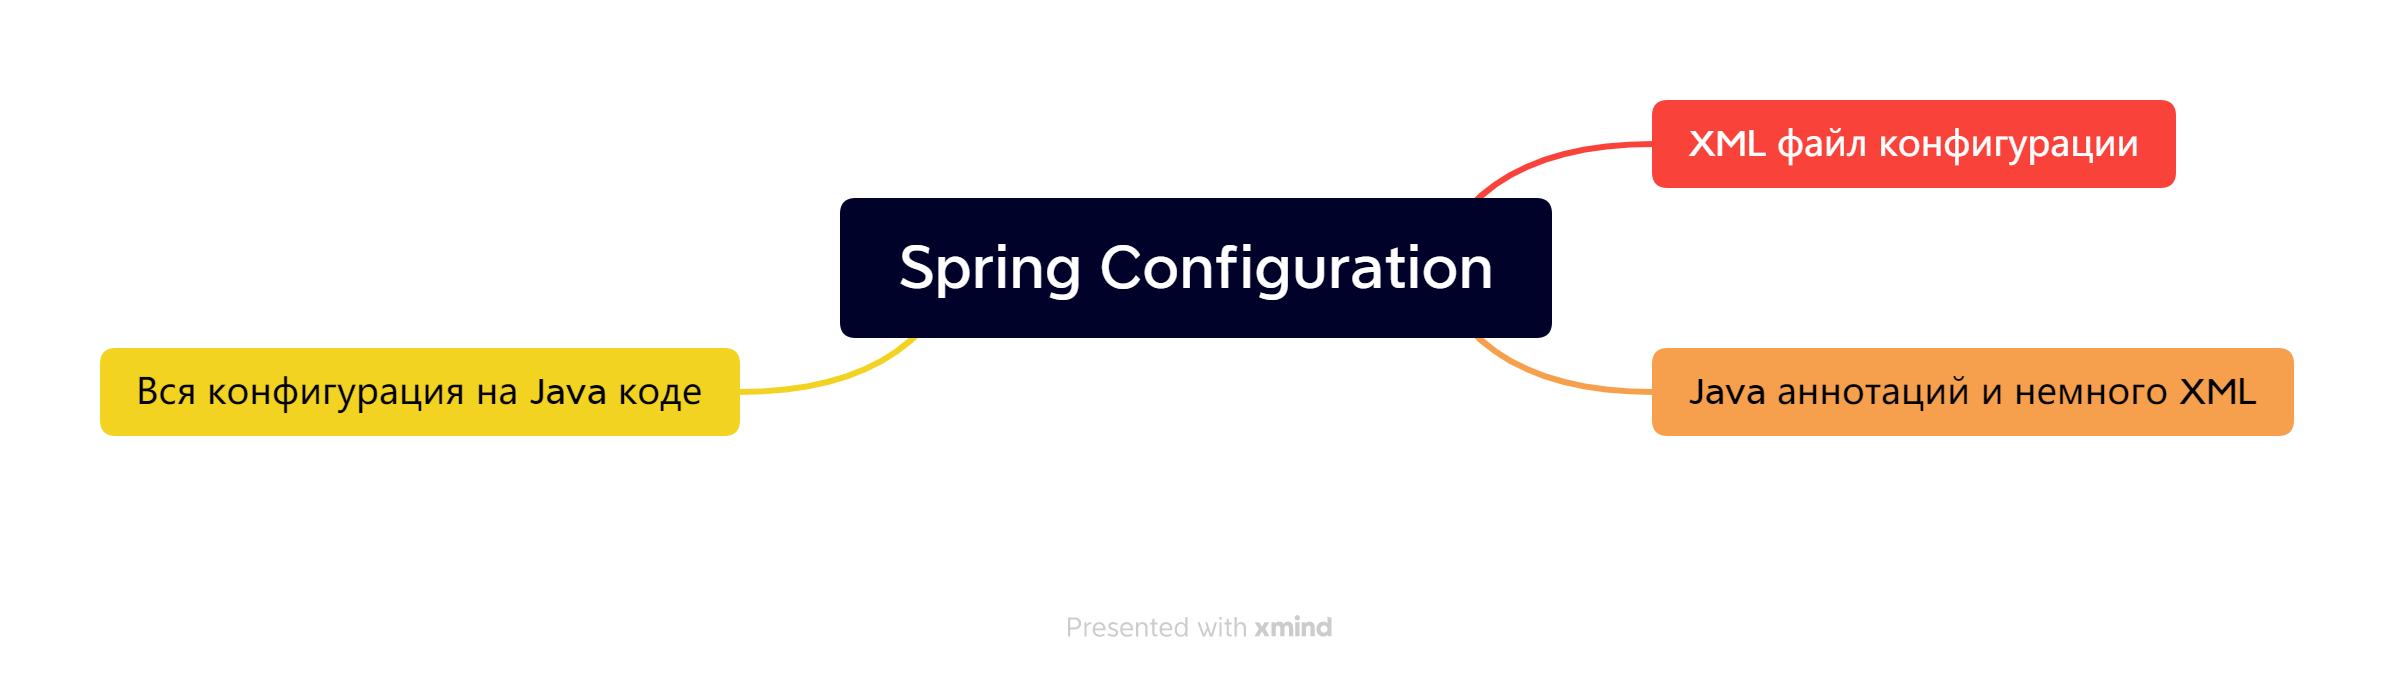 XML файл конфигурации
Spring Configuration
Вся конфигурация на Java коде
Java аннотаций и немного XML
Presented with xmind